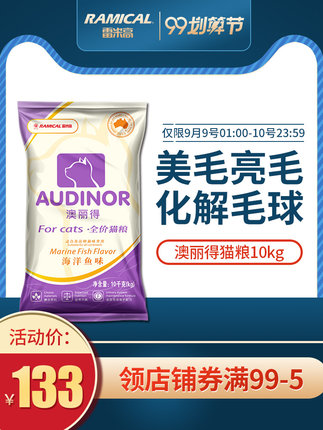 RAMICAL
雷米高
99划算节
仅限9月9号01:00-10号23:59
美毛亮毛
化解毛球
澳丽得猫粮10kg
RAMICAL 雷米高
AUDINOR
澳丽得
For cats·全价猫粮
Marine Fish Flavor
海洋鱼味
净含量:10千克(kg)
活动价:
¥133
领店铺券满99-5